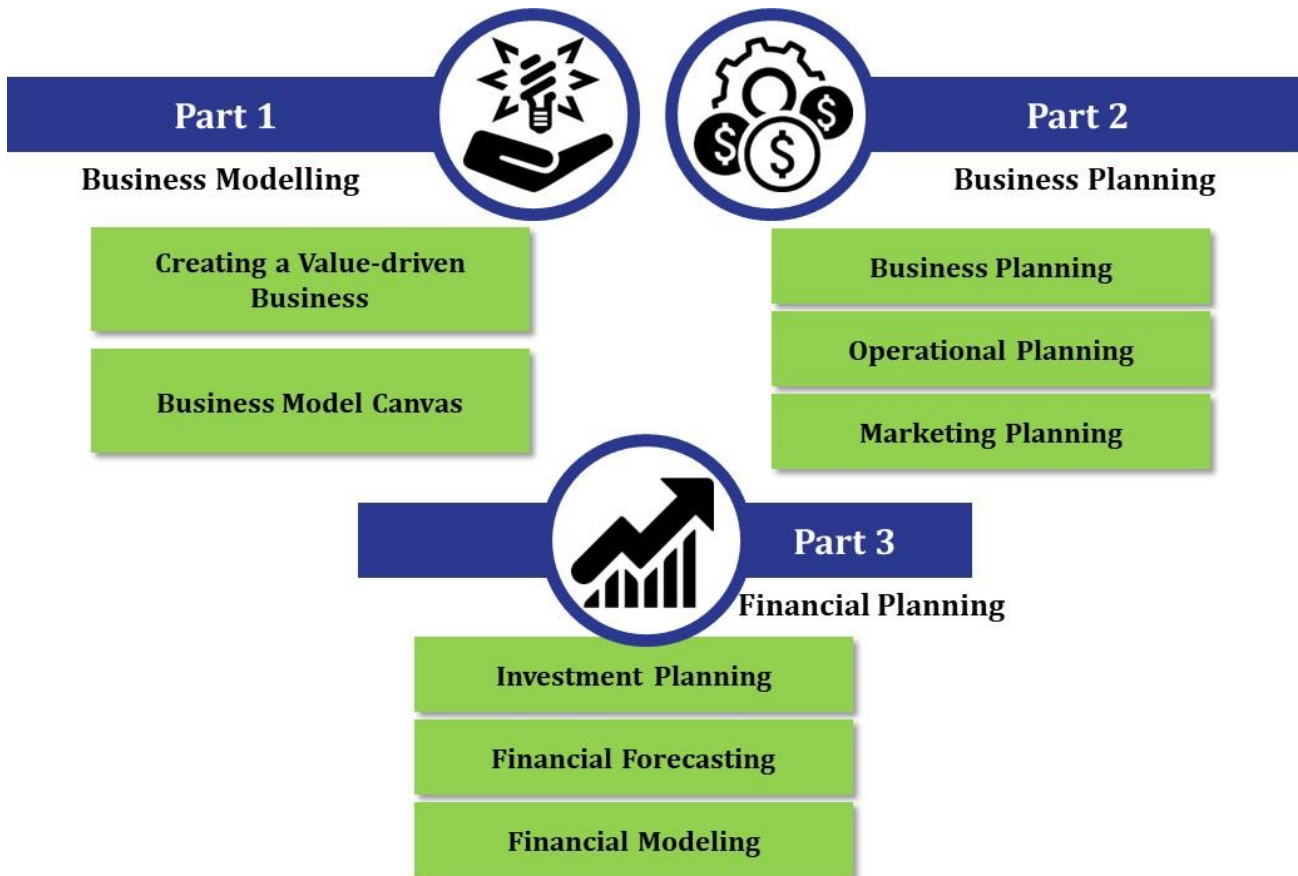 Part 1
Business Modelling
Creating a Value-driven
Business
Business Model Canvas
Part 2
Business Planning
Business Planning
Operational Planning
Marketing Planning
Part 3
Financial Planning
Investment Planning
Financial Forecasting
Financial Modeling
$
$
$